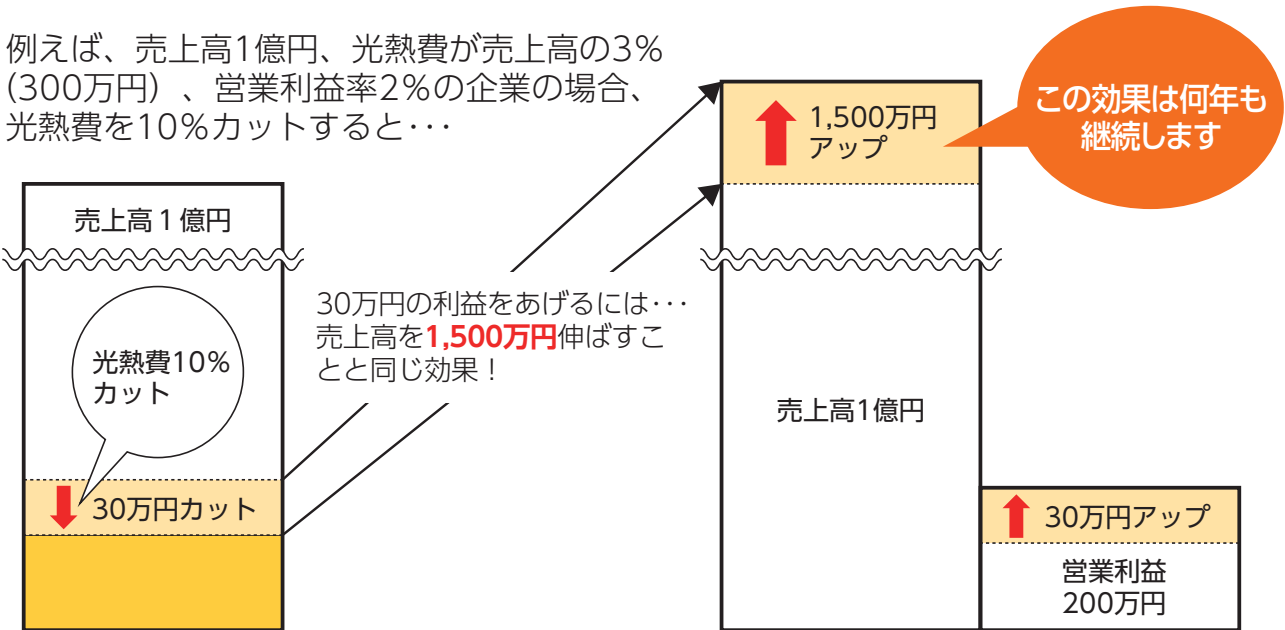 例えば、売上高1億円、光熱費が売上高の3%
(300万円）、営業利益率2%の企業の場合、
光熱費を10%カットすると･･･
この効果は何年も
継続します
1,500万円
アップ
売上高１億円
30万円の利益をあげるには･･･
売上高を1,500万円伸ばすこ
とと同じ効果！
光熱費10%
カット
売上高1億円
30万円カット
30万円アップ
営業利益
200万円